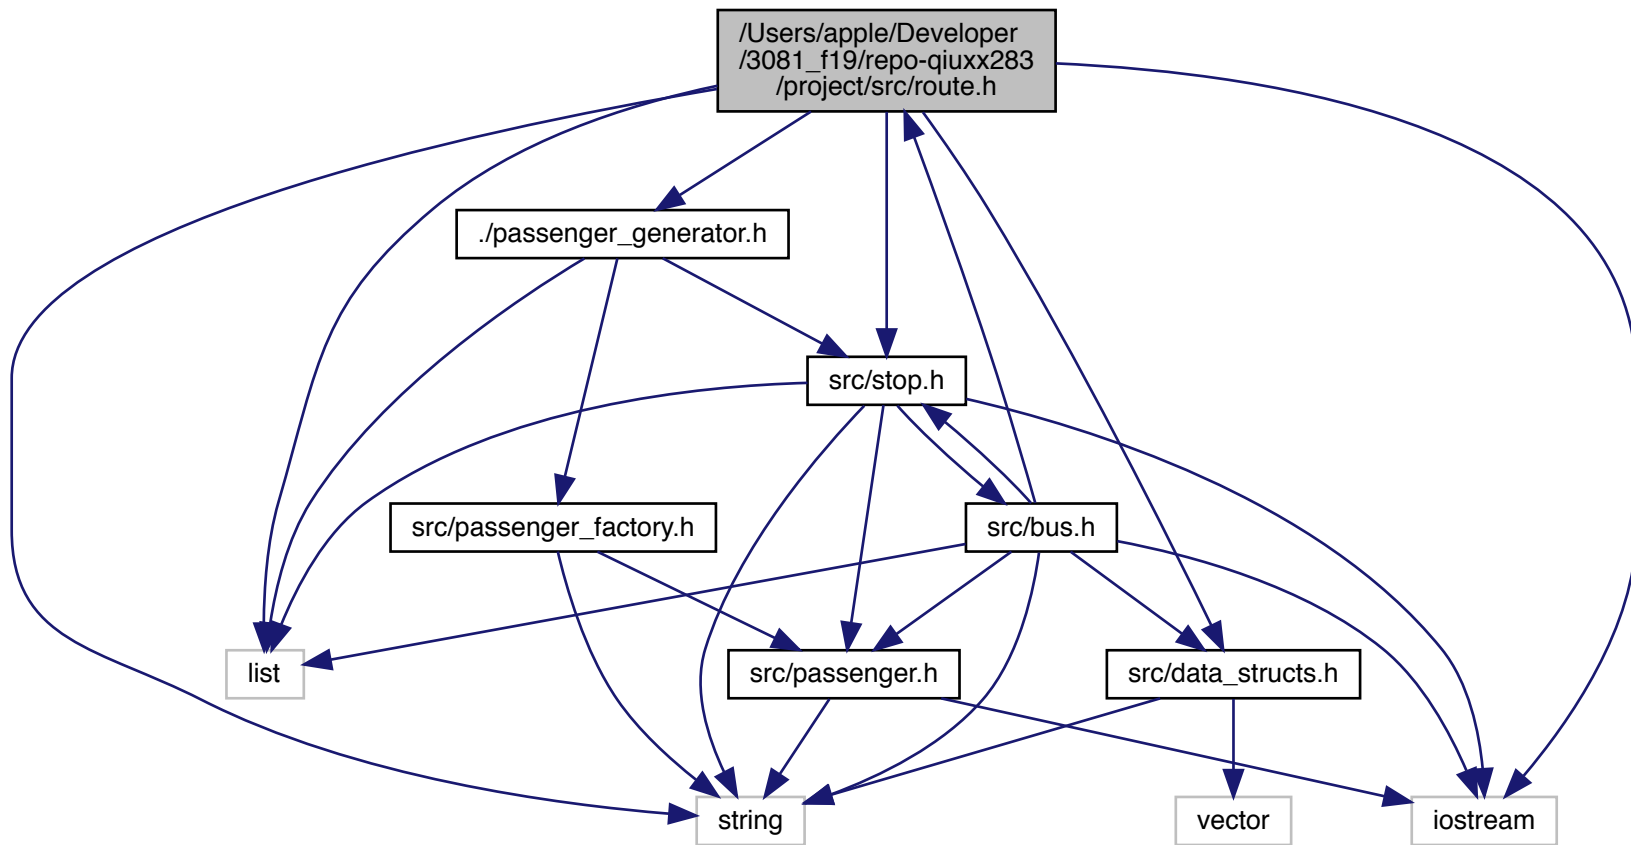 /Users/apple/Developer
/3081_f19/repo-qiuxx283
/project/src/route.h
./passenger_generator.h
src/stop.h
src/passenger_factory.h
src/bus.h
list
src/passenger.h
src/data_structs.h
string
vector
iostream